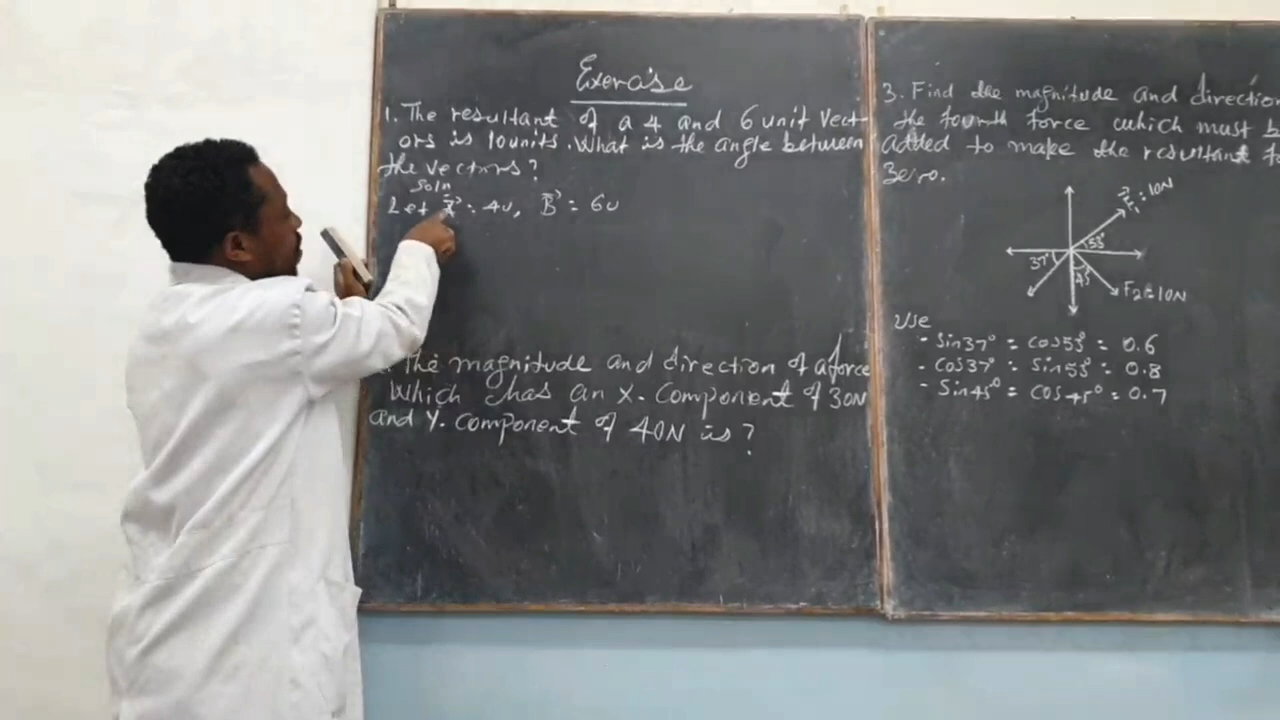 Exercise
1. The resultant of a 4 and 6 unit vect-
ors is 10units. What is the angle between
the vectors?
Soln
Let A⃗ = 4u, B⃗ = 6u
The magnitude and direction of a force
Which has an X. Component of 30N
and Y. component of 40N is?
3. Find the magnitude and direction
the fourth force which must
added to make the resultant
Zero.
F⃗₁ = 10N
53°
37°
45°
F₂ = 10N
Use
- Sin37° = cos53° = 0.6
- Cos37° = Sin53° = 0.8
- Sin45° = cos45° = 0.7